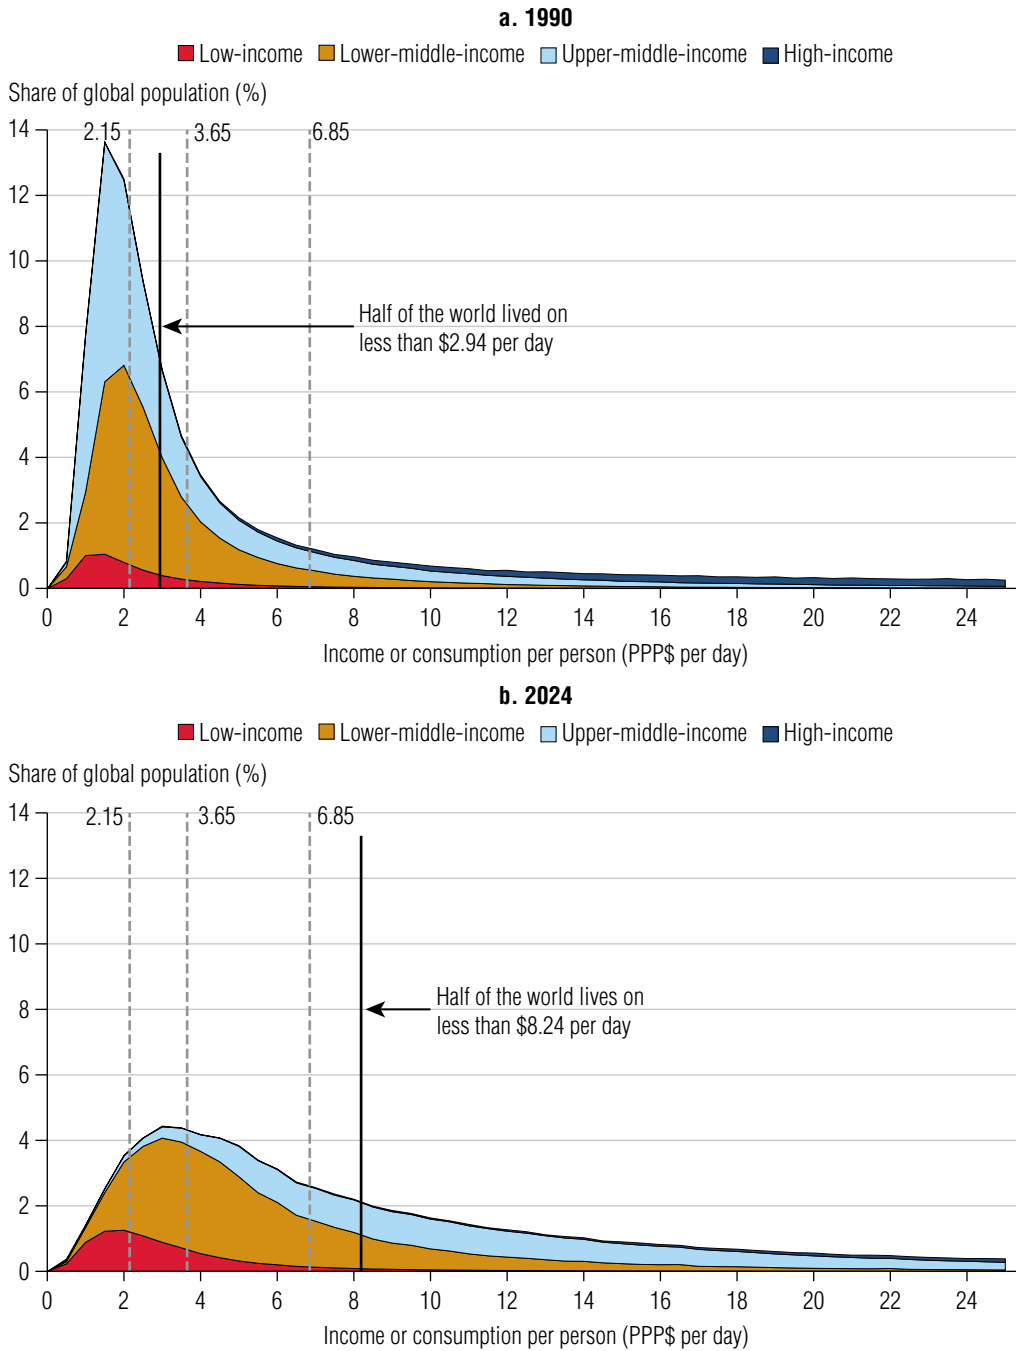 a. 1990
Low-income Lower-middle-income Upper-middle-income High-income
Share of global population (%)
14
2.15 3.65 6.85
12
10
8
Half of the world lived on
less than $2.94 per day
6
4
2
0
0 2 4 6 8 10 12 14 16 18 20 22 24
Income or consumption per person (PPP$ per day)
b. 2024
Low-income Lower-middle-income Upper-middle-income High-income
Share of global population (%)
14
2.15 3.65 6.85
12
10
8
Half of the world lives on
less than $8.24 per day
6
4
2
0
0 2 4 6 8 10 12 14 16 18 20 22 24
Income or consumption per person (PPP$ per day)